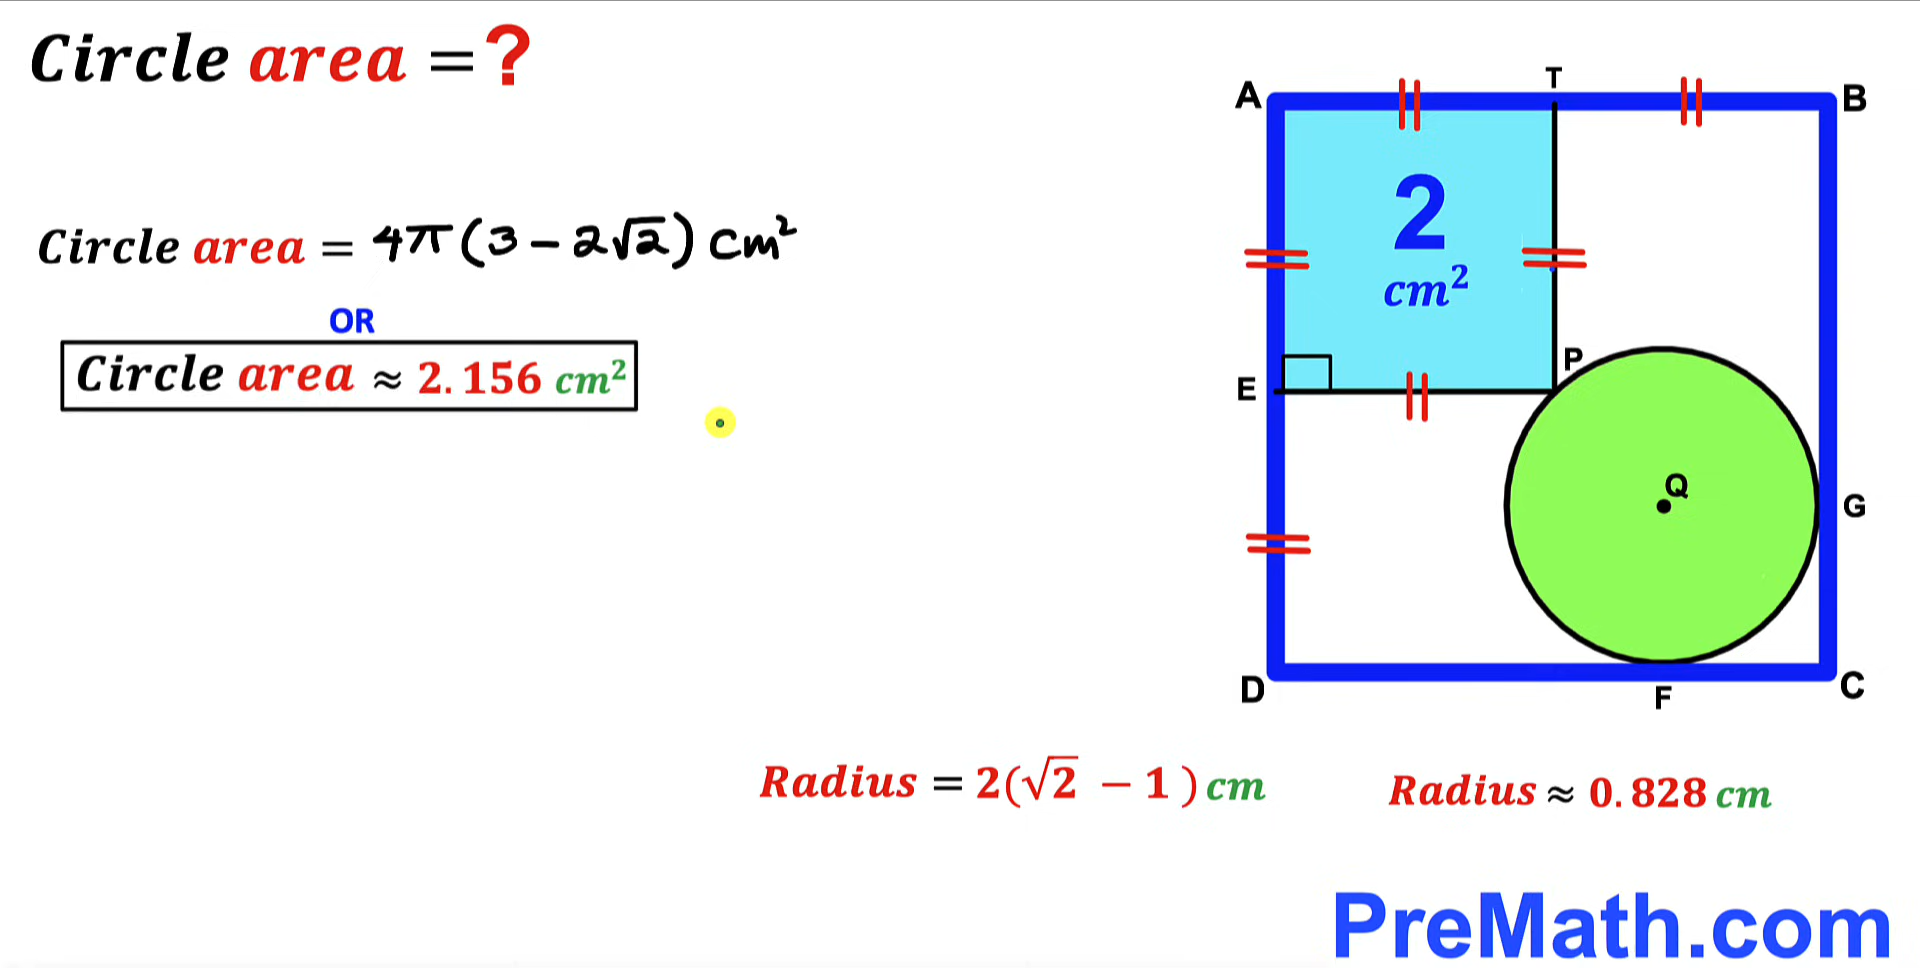 Circle area = ?
Circle area = 4π(3 – 2√2) cm²
OR
Circle area ≈ 2.156 cm²
A
T
B
2
cm²
E
P
Q
G
D
F
C
Radius = 2(√2 – 1) cm
Radius ≈ 0.828 cm
PreMath.com